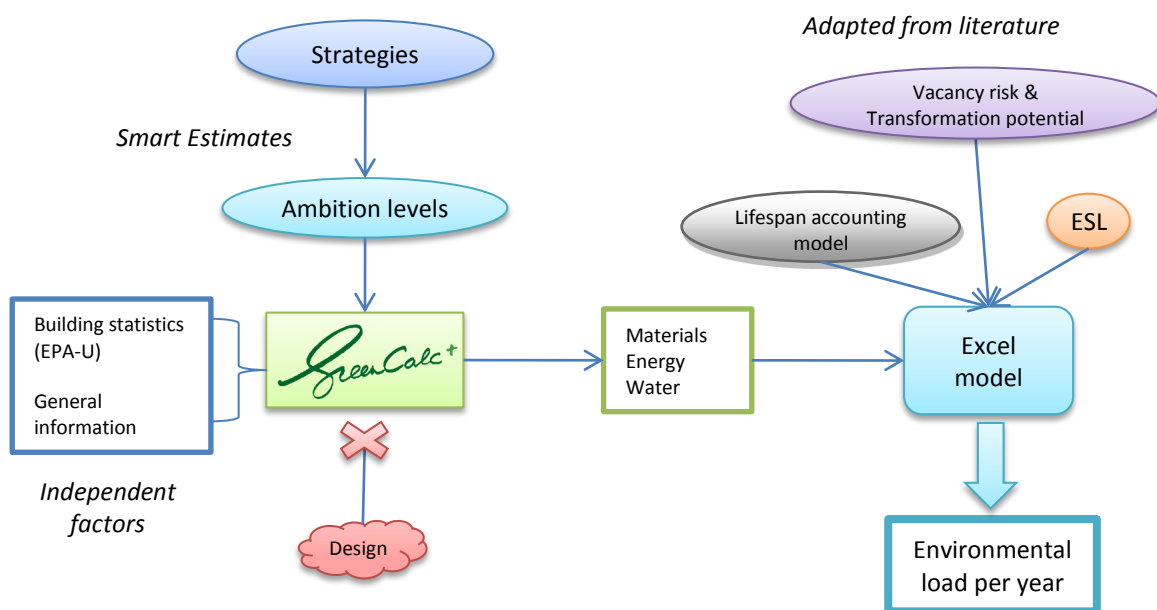 Adapted from literature
Strategies
Vacancy risk &
Transformation potential
Smart Estimates
Ambition levels
Lifespan accounting
model
ESL
Building statistics
(EPA-U)
General
information
GreenCalc+
Materials
Energy
Water
Excel
model
Independent
factors
Design
Environmental
load per year